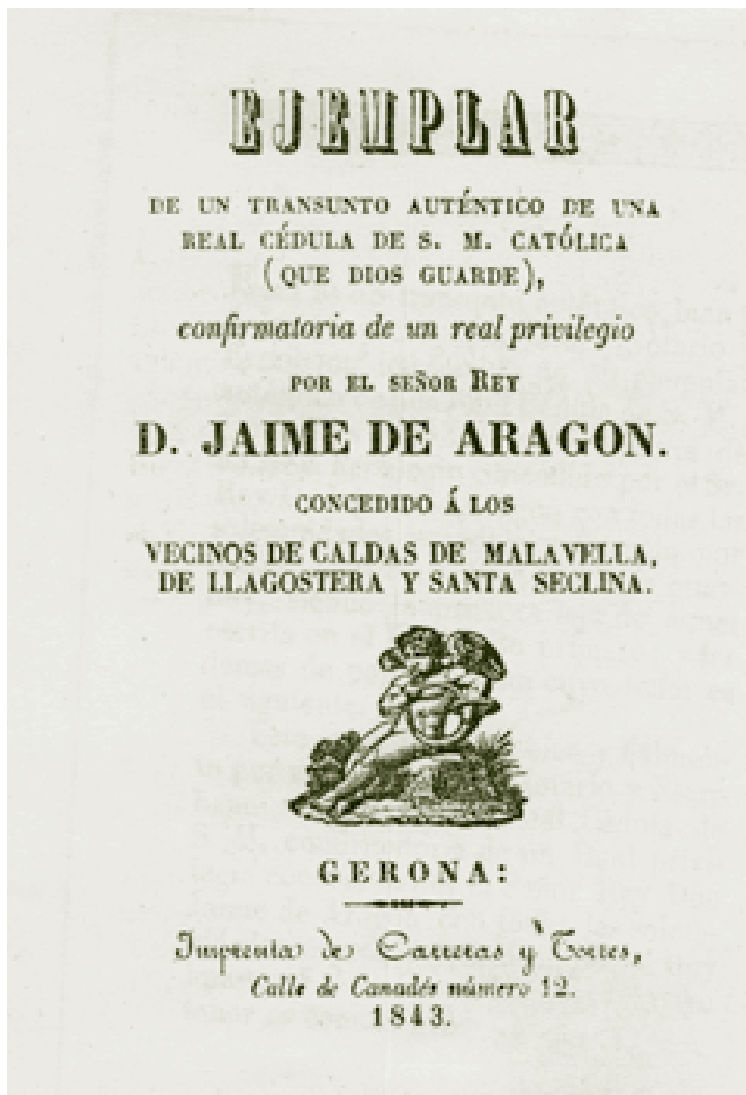 EJEMPLAR
DE UN TRANSUNTO AUTÉNTICO DE UNA
REAL CÉDULA DE S. M. CATÓLICA
(QUE DIOS GUARDE),
confirmatoria de un real privilegio
POR EL SEÑOR REY
D. JAIME DE ARAGON.
CONCEDIDO Á LOS
VECINOS DE CALDAS DE MALAVELLA,
DE LLAGOSTERA Y SANTA SECLINA.
GERONA:
Imprenta de Carreras y Torres,
Calle de Canadés número 12.
1843.